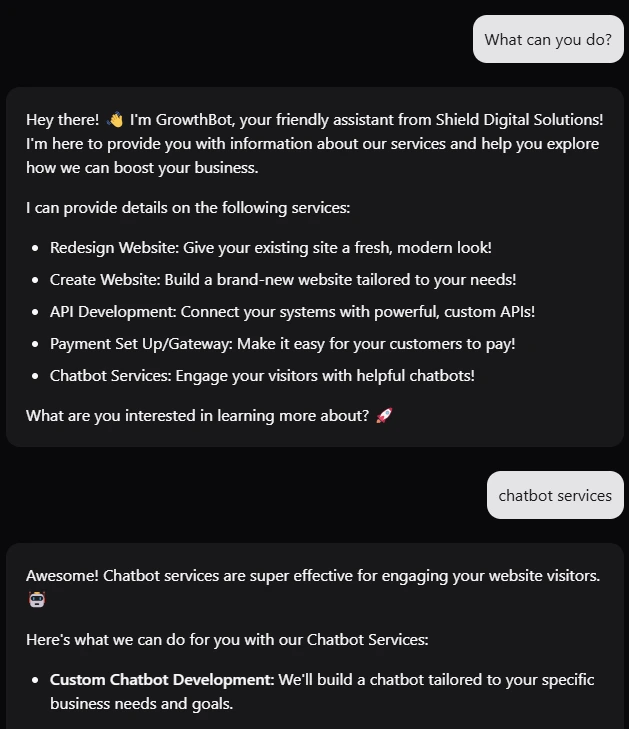 What can you do?
Hey there! 👋 I'm GrowthBot, your friendly assistant from Shield Digital Solutions!
I'm here to provide you with information about our services and help you explore
how we can boost your business.
I can provide details on the following services:
• Redesign Website: Give your existing site a fresh, modern look!
• Create Website: Build a brand-new website tailored to your needs!
• API Development: Connect your systems with powerful, custom APIs!
• Payment Set Up/Gateway: Make it easy for your customers to pay!
• Chatbot Services: Engage your visitors with helpful chatbots!
What are you interested in learning more about? 🚀
chatbot services
Awesome! Chatbot services are super effective for engaging your website visitors.
🤖
Here's what we can do for you with our Chatbot Services:
• Custom Chatbot Development: We'll build a chatbot tailored to your specific
business needs and goals.